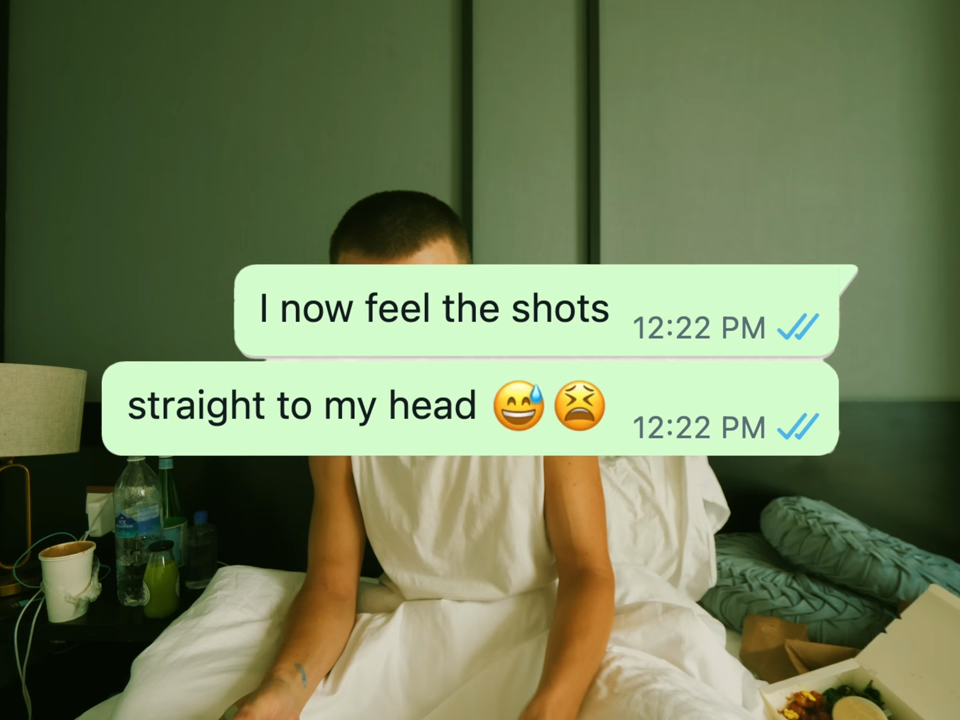 I now feel the shots 12:22 PM
straight to my head 😅😫 12:22 PM